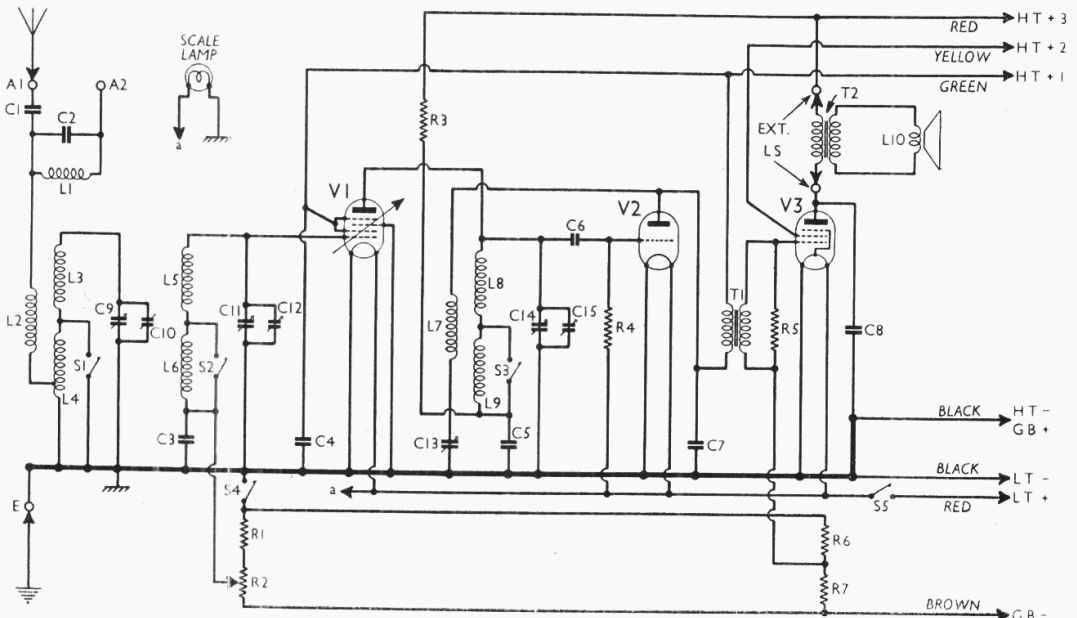 SCALE
LAMP
HT+3
RED
HT+2
YELLOW
HT+1
GREEN
A1
A2
C1
C2
L1
a
R3
T2
EXT.
LS
L10
V1
V2
V3
C6
L3
L5
L8
L7
C9
C10
C11
C12
C14
C15
R4
T1
R5
C8
L2
L4
S1
L6
S2
S3
L9
C3
C4
C13
C5
C7
BLACK
HT-
GB+
BLACK
LT-
S4
a
S5
RED
LT+
E
R1
R2
R6
R7
BROWN
GB-